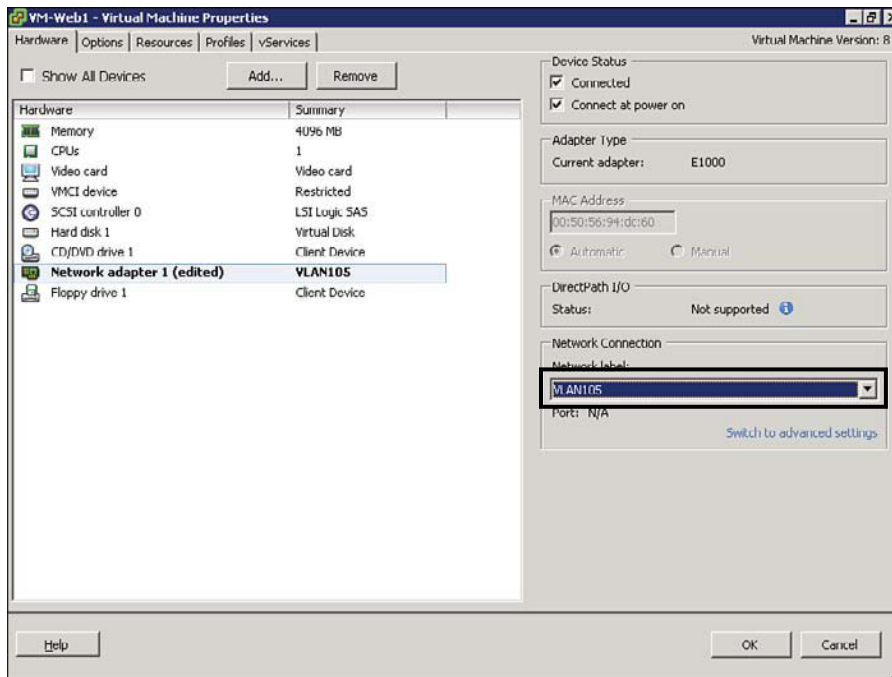 VM-Web1 - Virtual Machine Properties
Hardware Options Resources Profiles vServices Virtual Machine Version: 8
Show All Devices Add... Remove
Hardware Summary
Memory 4096 MB
CPUs 1
Video card Video card
VMCI device Restricted
SCSI controller 0 LSI Logic SAS
Hard disk 1 Virtual Disk
CD/DVD drive 1 Client Device
Network adapter 1 (edited) VLAN105
Floppy drive 1 Client Device
Device Status
Connected
Connect at power on
Adapter Type
Current adapter: E1000
MAC Address
00:50:56:94:dc:60
Automatic Manual
DirectPath I/O
Status: Not supported
Network Connection
Network label:
VLAN105
Port: N/A
Switch to advanced settings
Help OK Cancel